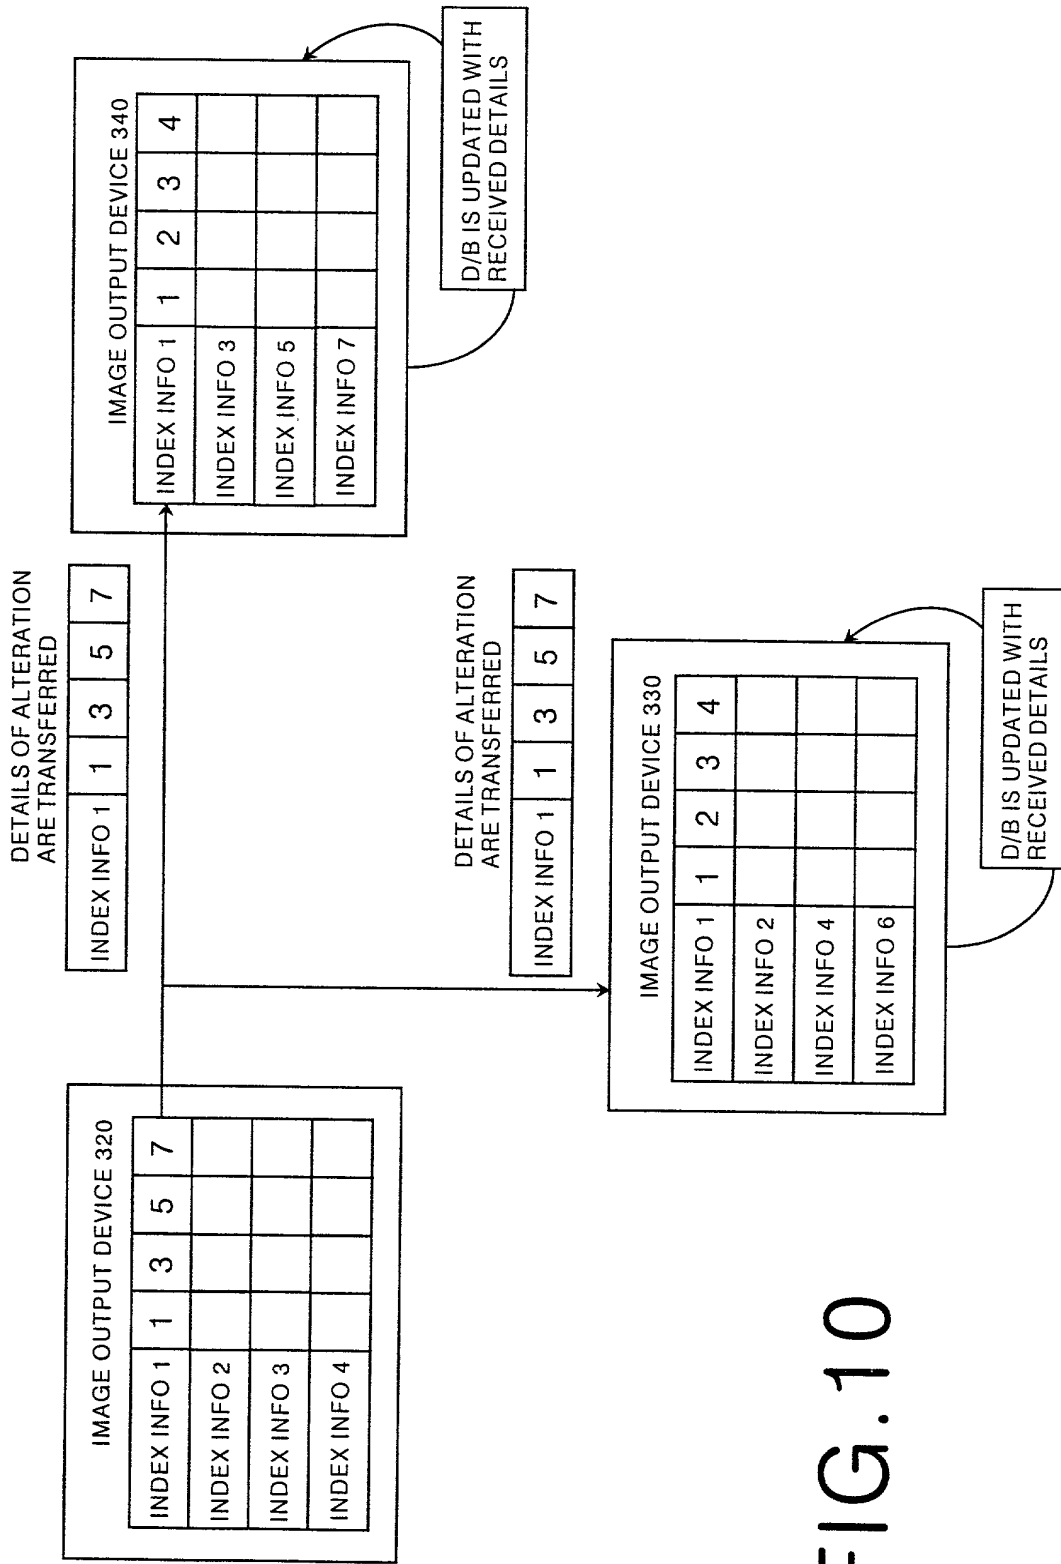 IMAGE OUTPUT DEVICE 320
INDEX INFO 1 1 3 5 7
INDEX INFO 2
INDEX INFO 3
INDEX INFO 4
DETAILS OF ALTERATION
ARE TRANSFERRED
INDEX INFO 1 1 3 5 7
IMAGE OUTPUT DEVICE 340
INDEX INFO 1 1 2 3 4
INDEX INFO 3
INDEX INFO 5
INDEX INFO 7
D/B IS UPDATED WITH
RECEIVED DETAILS
DETAILS OF ALTERATION
ARE TRANSFERRED
INDEX INFO 1 1 3 5 7
IMAGE OUTPUT DEVICE 330
INDEX INFO 1 1 2 3 4
INDEX INFO 2
INDEX INFO 4
INDEX INFO 6
D/B IS UPDATED WITH
RECEIVED DETAILS
FIG.10